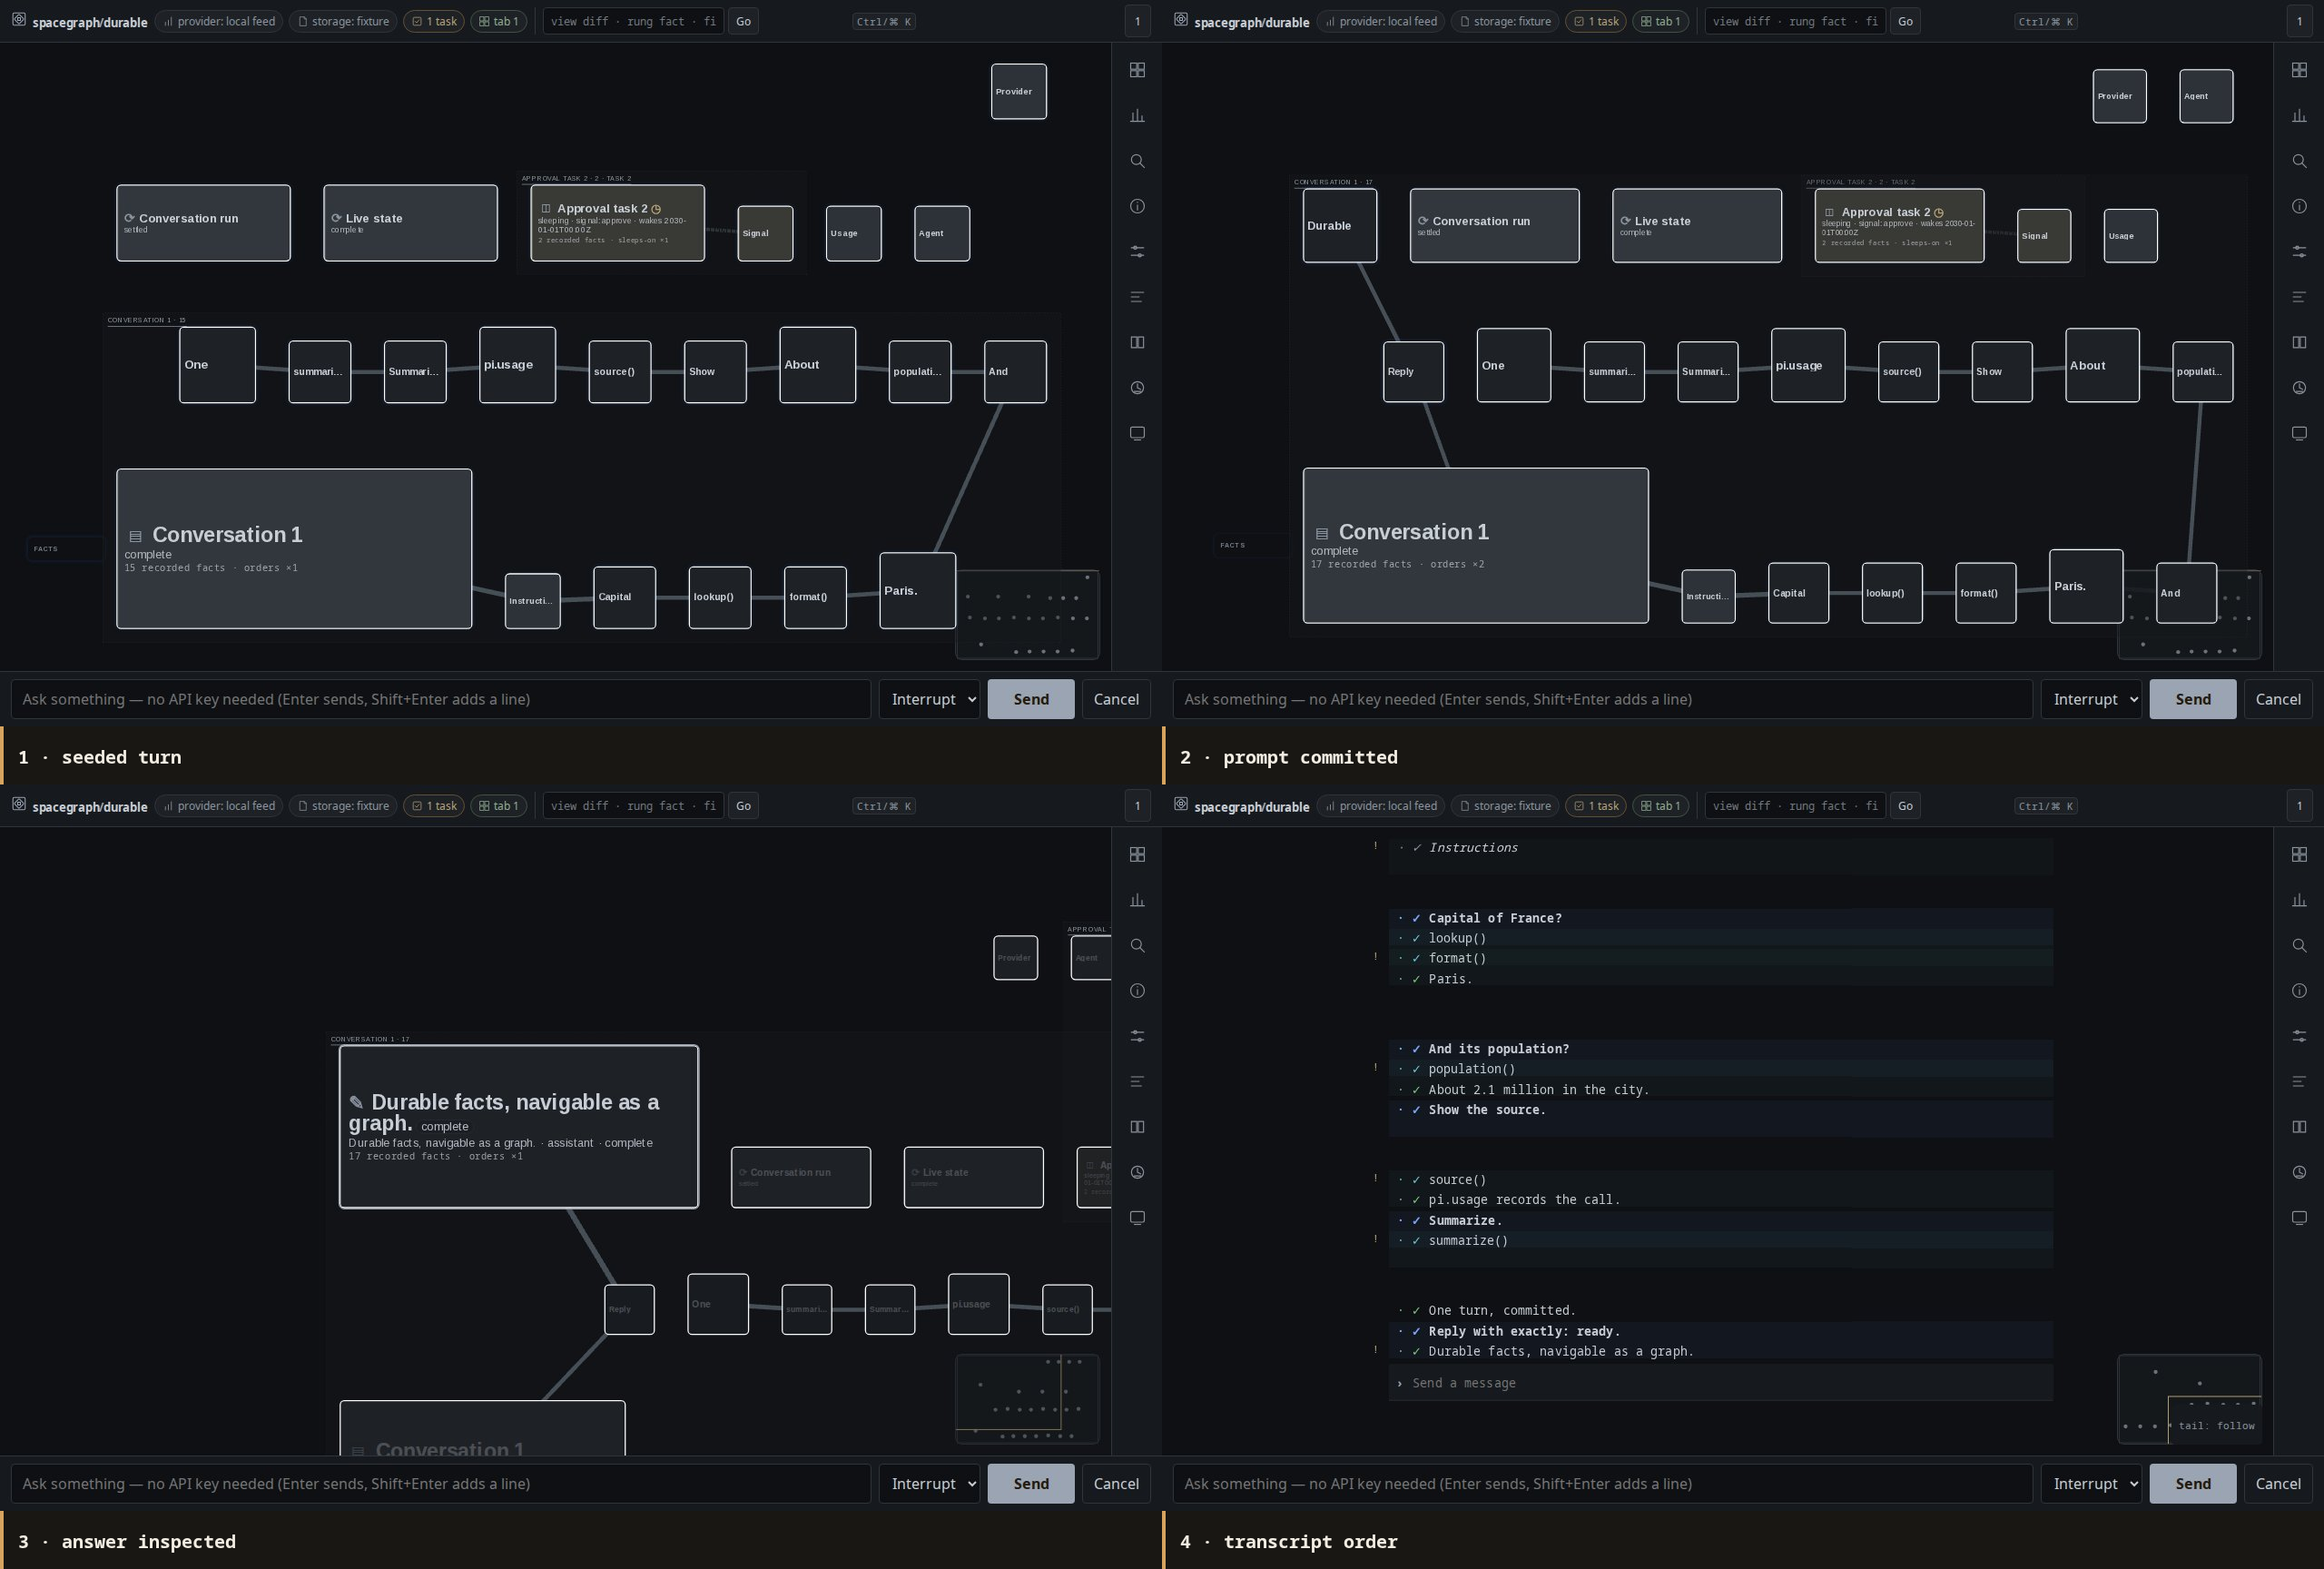 spacegraph/durable provider: local feed storage: fixture 1 task tab 1 view diff · rung fact · fi Go Ctrl/⌘ K 1
Provider
APPROVAL TASK 2 · 2 · TASK 2
Conversation run
settled
Live state
complete
Approval task 2
sleeping · signal: approve · wakes 2030-
01-01T00:00Z
2 recorded facts · sleeps-on ×1
Signal
Usage
Agent
CONVERSATION 1 · 15
One
summari...
Summari...
pi.usage
source()
Show
About
populati...
And
FACTS
Conversation 1
complete
15 recorded facts · orders ×1
Instructi...
Capital
lookup()
format()
Paris.
Ask something — no API key needed (Enter sends, Shift+Enter adds a line) Interrupt Send Cancel
1 · seeded turn
spacegraph/durable provider: local feed storage: fixture 1 task tab 1 view diff · rung fact · fi Go Ctrl/⌘ K 1
Provider
Agent
CONVERSATION 1 · 17
APPROVAL TASK 2 · 2 · TASK 2
Durable
Conversation run
settled
Live state
complete
Approval task 2
sleeping · signal: approve · wakes 2030-01-
01T00:00Z
2 recorded facts · sleeps-on ×1
Signal
Usage
Reply
One
summari...
Summari...
pi.usage
source()
Show
About
populati...
FACTS
Conversation 1
complete
17 recorded facts · orders ×2
Instructi...
Capital
lookup()
format()
Paris.
And
Ask something — no API key needed (Enter sends, Shift+Enter adds a line) Interrupt Send Cancel
2 · prompt committed
spacegraph/durable provider: local feed storage: fixture 1 task tab 1 view diff · rung fact · fi Go Ctrl/⌘ K 1
APPROVAL
Provider
Agent
CONVERSATION 1 · 17
Durable facts, navigable as a
graph. complete
Durable facts, navigable as a graph. · assistant · complete
17 recorded facts · orders ×1
Conversation run
settled
Live state
complete
Reply
One
summari...
Summar...
pi.usage
source()
Conversation 1
Ask something — no API key needed (Enter sends, Shift+Enter adds a line) Interrupt Send Cancel
3 · answer inspected
spacegraph/durable provider: local feed storage: fixture 1 task tab 1 view diff · rung fact · fi Go Ctrl/⌘ K 1
! · ✓ Instructions
· ✓ Capital of France?
· ✓ lookup()
! · ✓ format()
· ✓ Paris.
· ✓ And its population?
! · ✓ population()
· ✓ About 2.1 million in the city.
· ✓ Show the source.
! · ✓ source()
· ✓ pi.usage records the call.
· ✓ Summarize.
! · ✓ summarize()
· ✓ One turn, committed.
· ✓ Reply with exactly: ready.
! · ✓ Durable facts, navigable as a graph.
› Send a message
tail: follow
Ask something — no API key needed (Enter sends, Shift+Enter adds a line) Interrupt Send Cancel
4 · transcript order